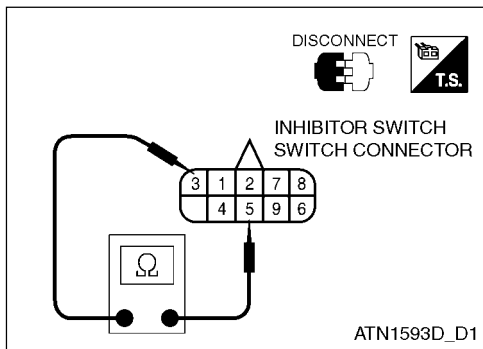 DISCONNECT
T.S.
INHIBITOR SWITCH
SWITCH CONNECTOR
3 1 2 7 8
4 5 9 6
Ω
ATN1593D_D1